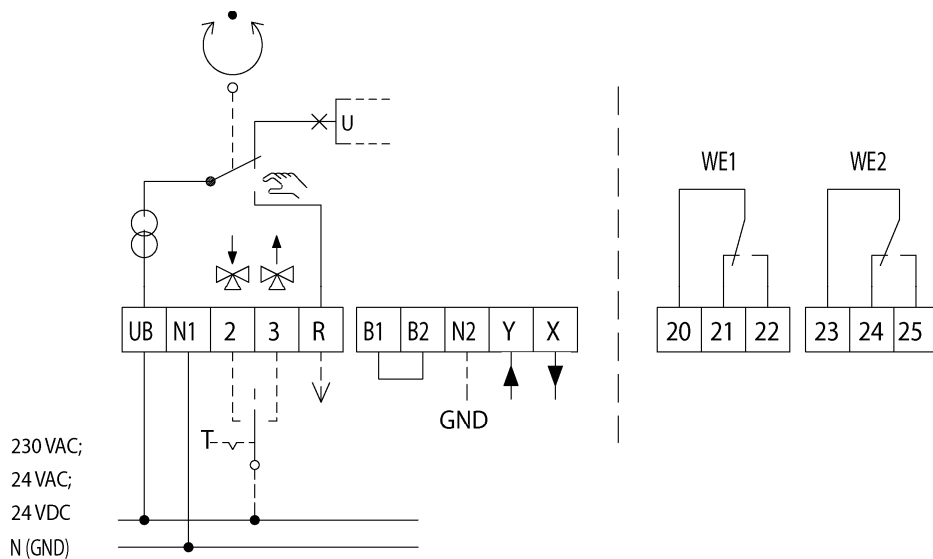 U
WE1 WE2
UB N1 2 3 R B1 B2 N2 Y X 20 21 22 23 24 25
GND
T
230 VAC;
24 VAC;
24 VDC
N (GND)